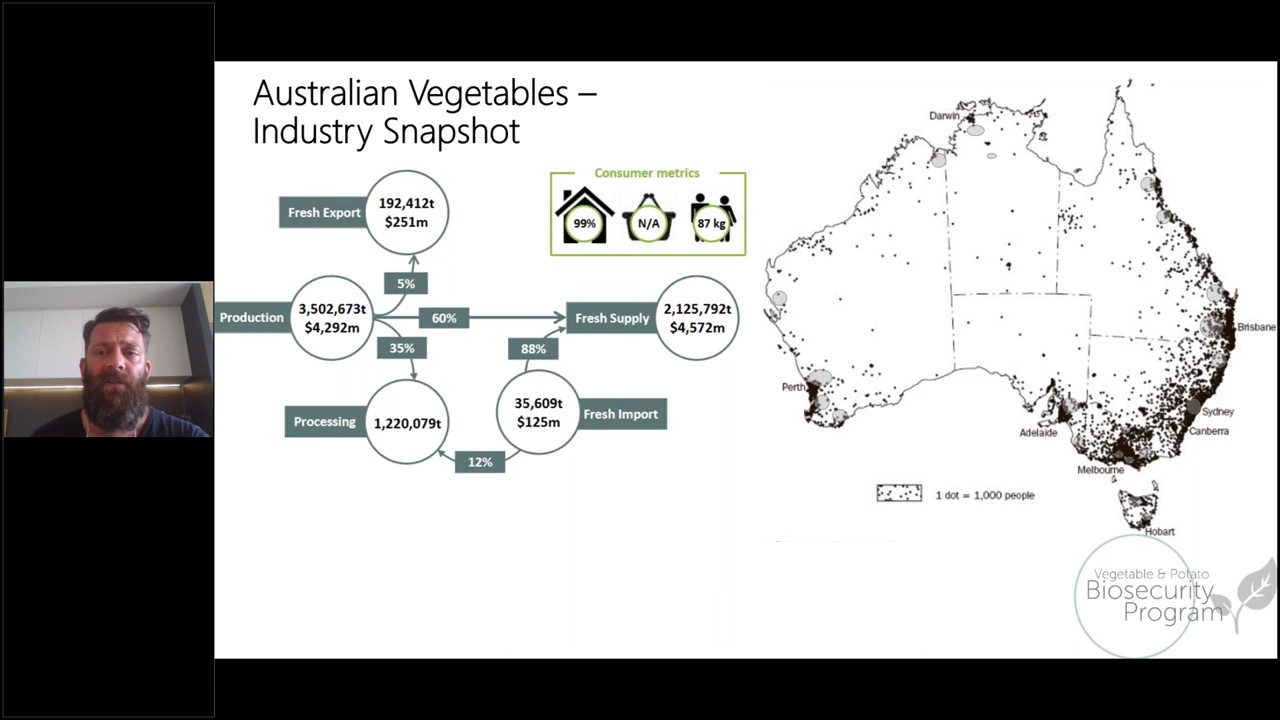 Australian Vegetables –
Industry Snapshot
Consumer metrics
99%
N/A
87 kg
Fresh Export
192,412t
$251m
5%
Production
3,502,673t
$4,292m
60%
Fresh Supply
2,125,792t
$4,572m
35%
88%
Processing
1,220,079t
35,609t
$125m
Fresh Import
12%
Darwin
Brisbane
Perth
Sydney
Adelaide
Canberra
Melbourne
1 dot = 1,000 people
Hobart
Vegetable & Potato
Biosecurity
Program